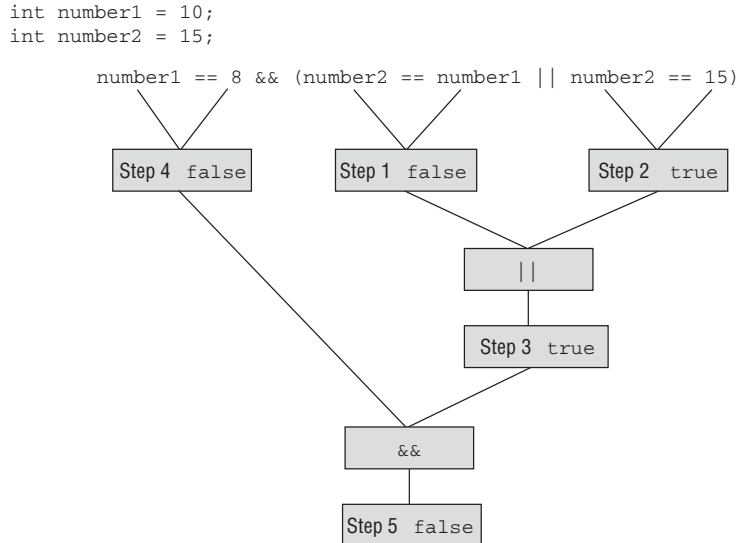 int number1 = 10;
int number2 = 15;
number1 == 8 && (number2 == number1 || number2 == 15)
Step 4 false
Step 1 false
Step 2 true
||
Step 3 true
&&
Step 5 false